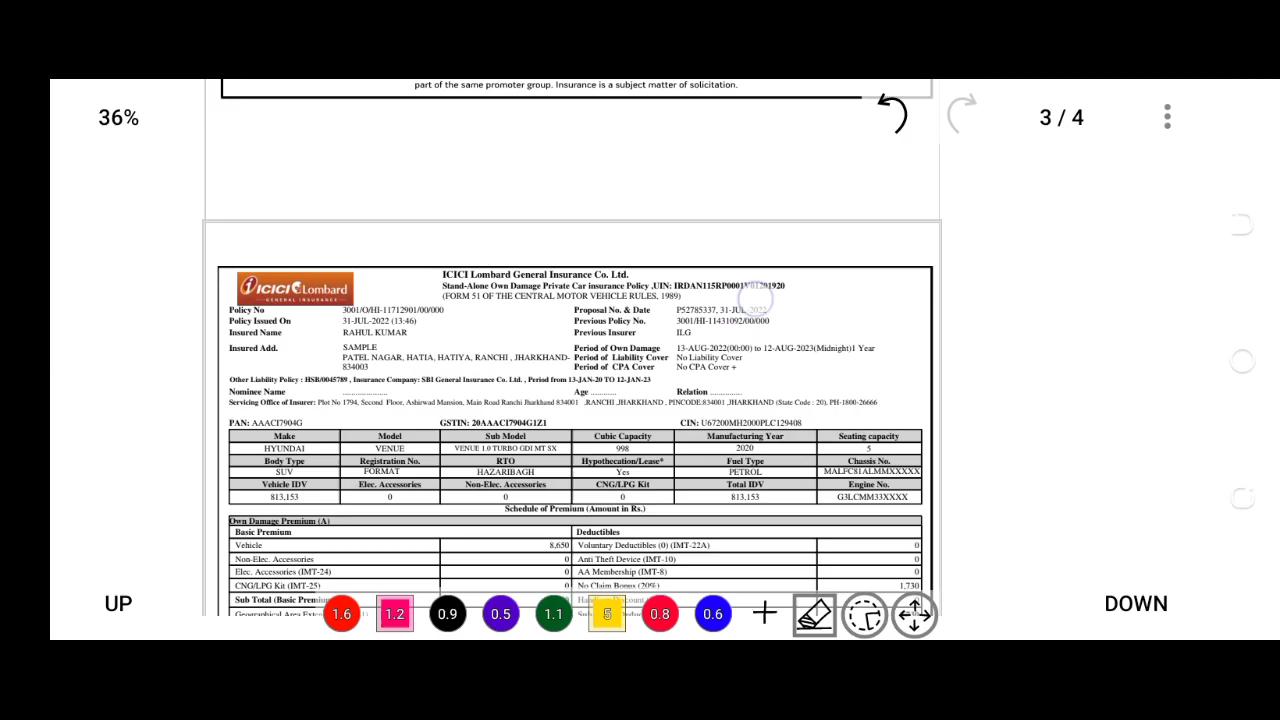 part of the same promoter group. Insurance is a subject matter of solicitation.
36%
3 / 4
ICICI Lombard
GENERAL INSURANCE
ICICI Lombard General Insurance Co. Ltd.
Stand-Alone Own Damage Private Car insurance Policy ,UIN: IRDAN115RP0001V01201920
(FORM 51 OF THE CENTRAL MOTOR VEHICLE RULES, 1989)
Policy No 3001/O/HI-11712901/00/000 Proposal No. & Date P52785337, 31-JUL-2022
Policy Issued On 31-JUL-2022 (13:46) Previous Policy No. 3001/HI-11431092/00/000
Insured Name RAHUL KUMAR Previous Insurer ILG
Insured Add. SAMPLE Period of Own Damage 13-AUG-2022(00:00) to 12-AUG-2023(Midnight)1 Year
PATEL NAGAR, HATIA, HATIYA, RANCHI , JHARKHAND- Period of Liability Cover No Liability Cover
834003 Period of CPA Cover No CPA Cover +
Other Liability Policy : HSB/0045789 , Insurance Company: SBI General Insurance Co. Ltd. , Period from 13-JAN-20 TO 12-JAN-23
Nominee Name ..................... Age ............ Relation ...............
Servicing Office of Insurer: Plot No 1794, Second Floor, Ashirwad Mansion, Main Road Ranchi Jharkhand 834001 ,RANCHI ,JHARKHAND , PINCODE:834001 ,JHARKHAND (State Code : 20), PH-1800-26666
PAN: AAACI7904G GSTIN: 20AAACI7904G1Z1 CIN: U67200MH2000PLC129408
Make Model Sub Model Cubic Capacity Manufacturing Year Seating capacity
HYUNDAI VENUE VENUE 1.0 TURBO GDI MT SX 998 2020 5
Body Type Registration No. RTO Hypothecation/Lease* Fuel Type Chassis No.
SUV FORMAT HAZARIBAGH Yes PETROL MALFC81ALMMXXXXX
Vehicle IDV Elec. Accessories Non-Elec. Accessories CNG/LPG Kit Total IDV Engine No.
813,153 0 0 0 813,153 G3LCMM33XXXX
Schedule of Premium (Amount in Rs.)
Own Damage Premium (A)
Basic Premium Deductibles
Vehicle 8,650 Voluntary Deductibles (0) (IMT-22A) 0
Non-Elec. Accessories 0 Anti Theft Device (IMT-10) 0
Elec. Accessories (IMT-24) 0 AA Membership (IMT-8) 0
CNG/LPG Kit (IMT-25) 0 No Claim Bonus (20%) 1,730
Sub Total (Basic
Geographical Area
UP
1.6 1.2 0.9 0.5 1.1 5 0.8 0.6
DOWN